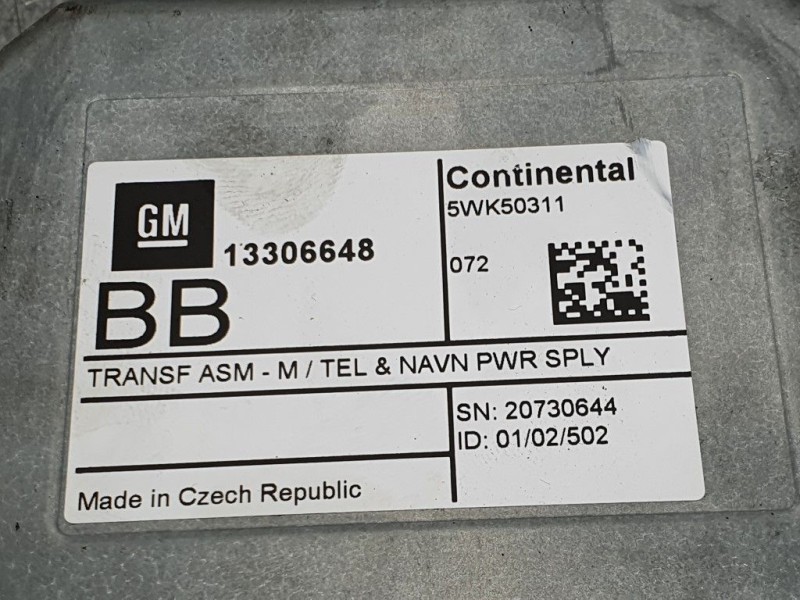 GM
13306648
BB
Continental
5WK50311
072
TRANSF ASM - M / TEL & NAVN PWR SPLY
SN: 20730644
ID: 01/02/502
Made in Czech Republic